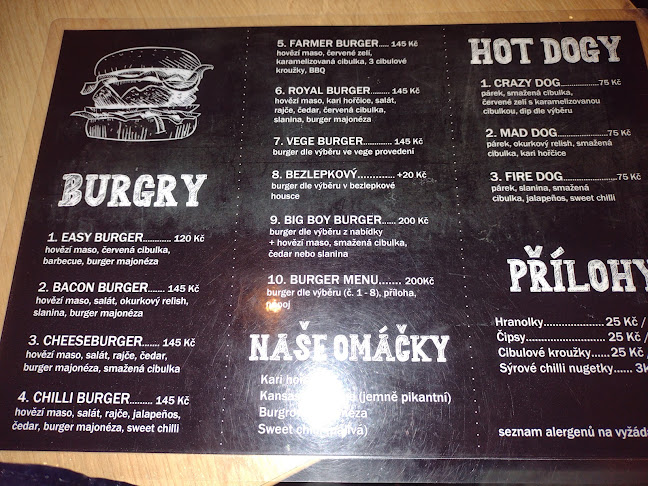 BURGRY
1. EASY BURGER............. 120 Kč
hovězí maso, červená cibulka,
barbecue, burger majonéza
2. BACON BURGER....... 145 Kč
hovězí maso, salát, okurkový relish,
slanina, burger majonéza
3. CHEESEBURGER....... 145 Kč
hovězí maso, salát, rajče, čedar,
burger majonéza, smažená cibulka
4. CHILLI BURGER......... 145 Kč
hovězí maso, salát, rajče, jalapeños,
čedar, burger majonéza, sweet chilli
5. FARMER BURGER..... 145 Kč
hovězí maso, červené zelí,
karamelizovaná cibulka, 3 cibulové
kroužky, BBQ
6. ROYAL BURGER......... 145 Kč
hovězí maso, kari hořčice, salát,
rajče, čedar, červená cibulka,
slanina, burger majonéza
7. VEGE BURGER............ 145 Kč
burger dle výběru ve vege provedení
8. BEZLEPKOVÝ.............. +20 Kč
burger dle výběru v bezlepkové
housce
9. BIG BOY BURGER...... 200 Kč
burger dle výběru z nabídky
+ hovězí maso, smažená cibulka,
čedar nebo slanina
10. BURGER MENU....... 200Kč
burger dle výběru (č. 1 - 8), příloha,
nápoj
NAŠE OMÁČKY
Kari
Kansas (jemně pikantní)
Sweet
HOT DOGY
1. CRAZY DOG.................75 Kč
párek, smažená cibulka,
červené zelí s karamelizovanou
cibulkou, dip dle výběru
2. MAD DOG......................75 Kč
párek, okurkový relish, smažená
cibulka, kari hořčice
3. FIRE DOG.....................75 Kč
párek, slanina, smažená
cibulka, jalapeños, sweet chilli
PŘÍLOHY
Hranolky.................... 25 Kč /
Čipsy.......................... 25 Kč /
Cibulové kroužky...... 25 Kč /
Sýrové chilli nugetky.... 3k
seznam alergenů na vyžád